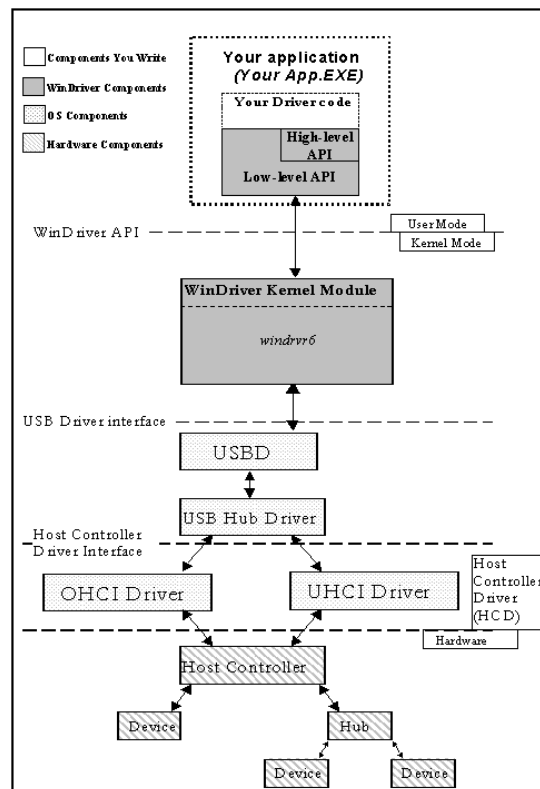 Components You Write
WinDriver Components
OS Components
Hardware Components
Your application
(Your App.EXE)
Your Driver code
High-level
API
Low-level API
WinDriver API
User Mode
Kernel Mode
WinDriver Kernel Module
windrvr6
USB Driver interface
USBD
USB Hub Driver
Host Controller
Driver Interface
OHCI Driver
UHCI Driver
Host
Controller
Driver
(HCD)
Hardware
Host Controller
Device
Hub
Device
Device